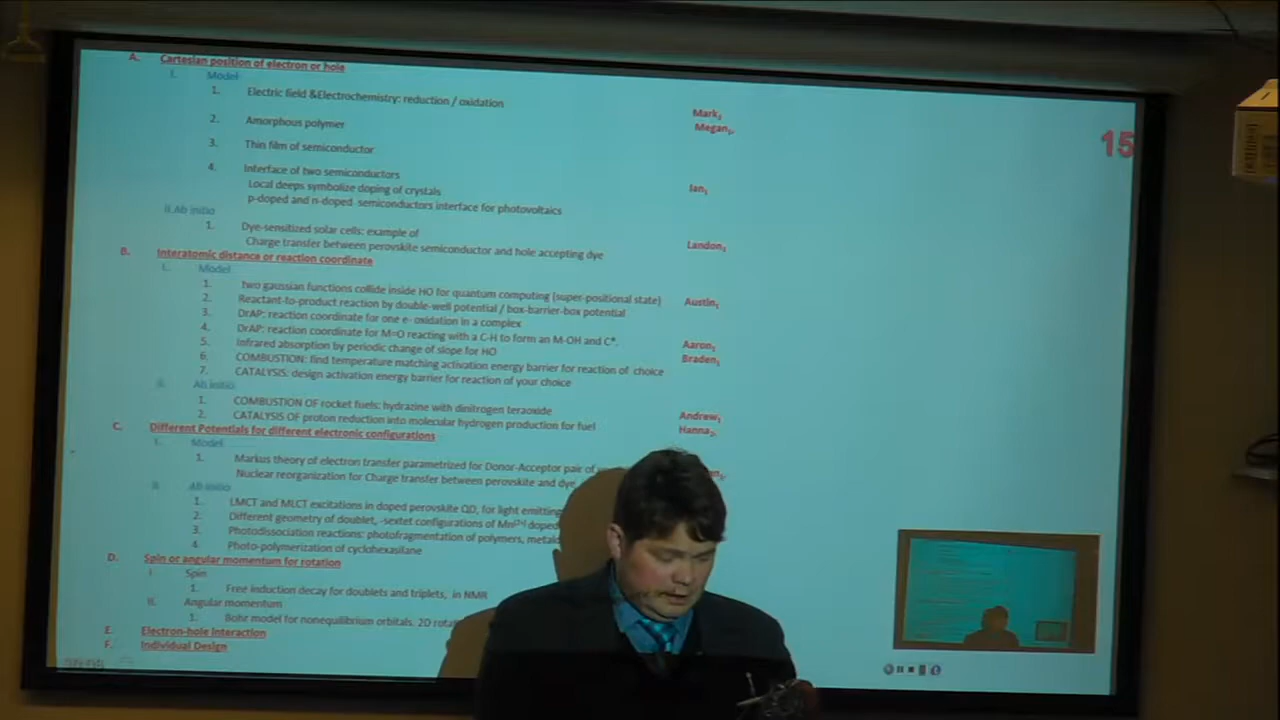 A. Cartesian position of electron or hole
I. Model
1. Electric field &Electrochemistry: reduction / oxidation
Mark1
2. Amorphous polymer
Megan1,
15
3. Thin film of semiconductor
4. Interface of two semiconductors
Local deeps symbolize doping of crystals
Ian1
p-doped and n-doped semiconductors interface for photovoltaics
II.Ab initio
1. Dye-sensitized solar cells: example of
Charge transfer between perovskite semiconductor and hole accepting dye
Landon1
B. Interatomic distance or reaction coordinate
I. Model
1. two gaussian functions collide inside HO for quantum computing (super-positional state)
Austin1
2. Reactant-to-product reaction by double-well potential / box-barrier-box potential
3. DrAP: reaction coordinate for one e- oxidation in a complex
4. DrAP: reaction coordinate for M=O reacting with a C-H to form an M-OH and C*.
Aaron1
5. Infrared absorption by periodic change of slope for HO
Braden1
6. COMBUSTION: find temperature matching activation energy barrier for reaction of choice
7. CATALYSIS: design activation energy barrier for reaction of your choice
II. Ab initio
1. COMBUSTION OF rocket fuels: hydrazine with dinitrogen teraoxide
Andrew1
2. CATALYSIS OF proton reduction into molecular hydrogen production for fuel
Hanna2,
C. Different Potentials for different electronic configurations
I. Model
1. Markus theory of electron transfer parametrized for Donor-Acceptor pair of
Nuclear reorganization for Charge transfer between perovskite and dye
II. Ab initio
1. LMCT and MLCT excitations in doped perovskite QD, for light emitting
2. Different geometry of doublet, -sextet configurations of Mn(2+) doped
3. Photodissociation reactions: photofragmentation of polymers,
4. Photo-polymerization of cyclohexasilane
D. Spin or angular momentum for rotation
I. Spin
1. Free induction decay for doublets and triplets, in NMR
II. Angular momentum
1. Bohr model for nonequilibrium orbitals. 2D
E. Electron-hole Interaction
F. Individual Design